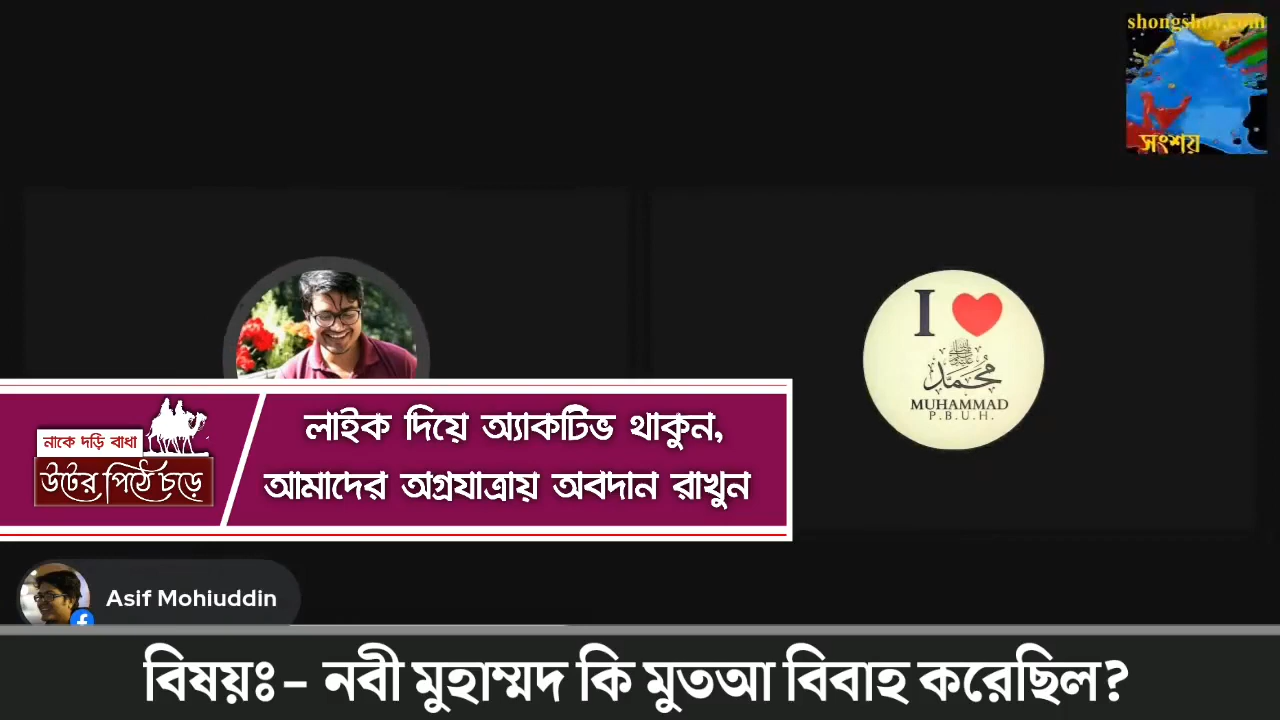 shongshoy.com
সংশয়
I ❤
محمد
MUHAMMAD
P.B.U.H.
লাইক দিয়ে অ্যাকটিভ থাকুন,
আমাদের অগ্রযাত্রায় অবদান রাখুন
নাকে দড়ি বাধা
উটের পিঠে চড়ে
Asif Mohiuddin
বিষয়ঃ- নবী মুহাম্মদ কি মুতআ বিবাহ করেছিল?